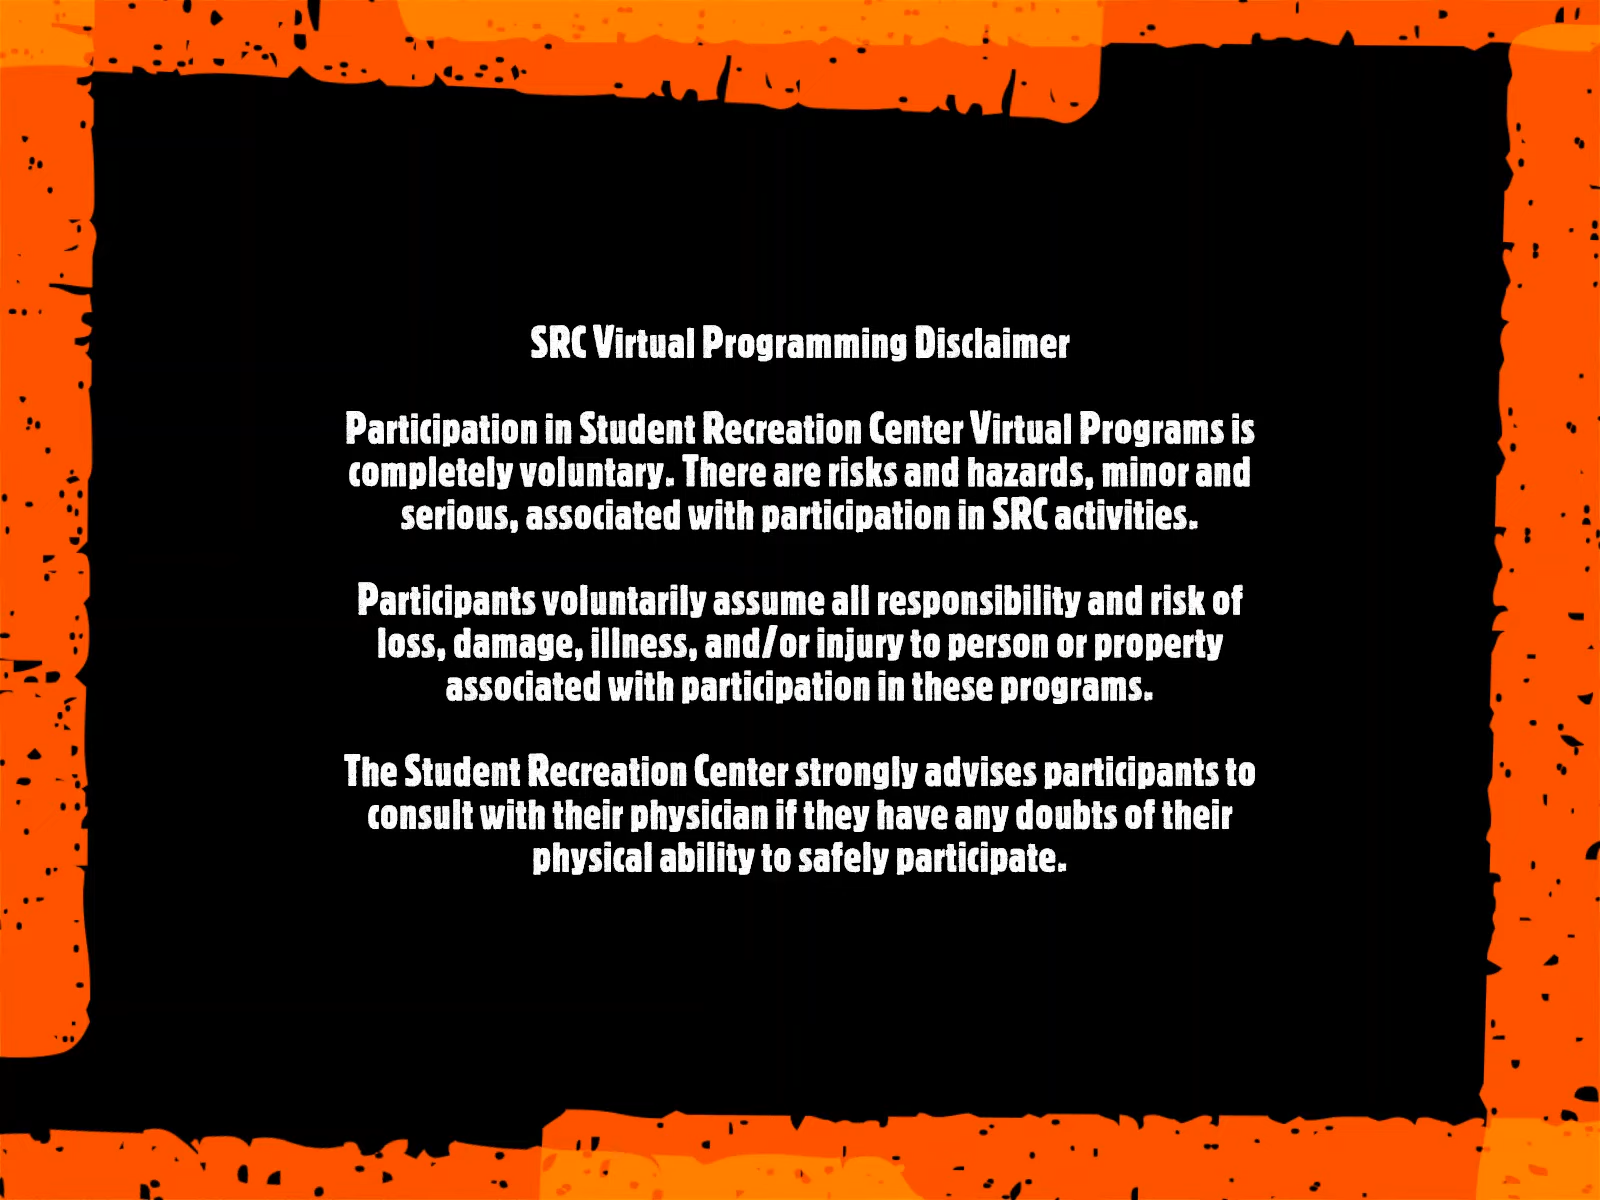 SRC Virtual Programming Disclaimer
Participation in Student Recreation Center Virtual Programs is
completely voluntary. There are risks and hazards, minor and
serious, associated with participation in SRC activities.
Participants voluntarily assume all responsibility and risk of
loss, damage, illness, and/or injury to person or property
associated with participation in these programs.
The Student Recreation Center strongly advises participants to
consult with their physician if they have any doubts of their
physical ability to safely participate.